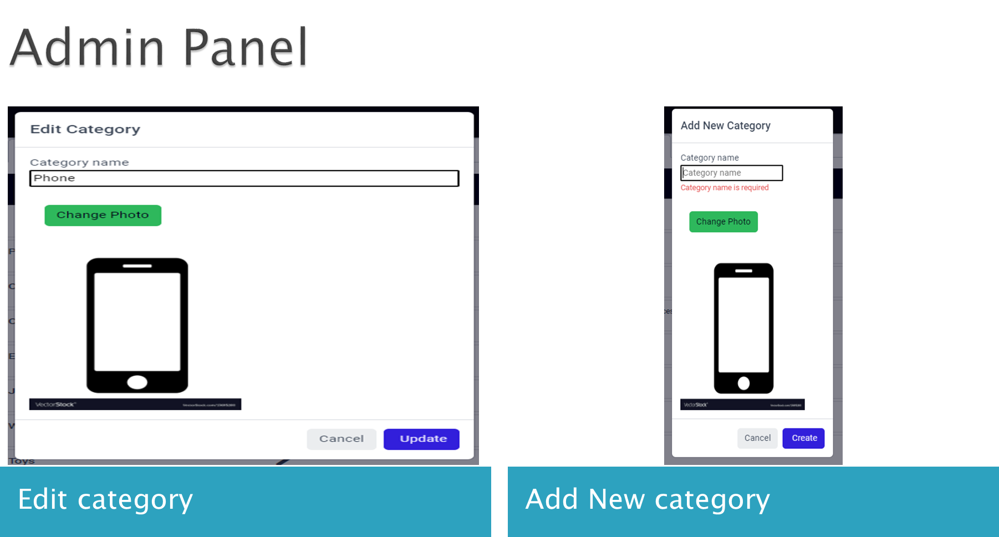 Admin Panel
Edit Category
Category name
Phone
Change Photo
VectorStock®
Cancel
Update
Toys
Edit category
Add New Category
Category name
Category name
Category name is required
Change Photo
VectorStock®
Cancel
Create
Add New category